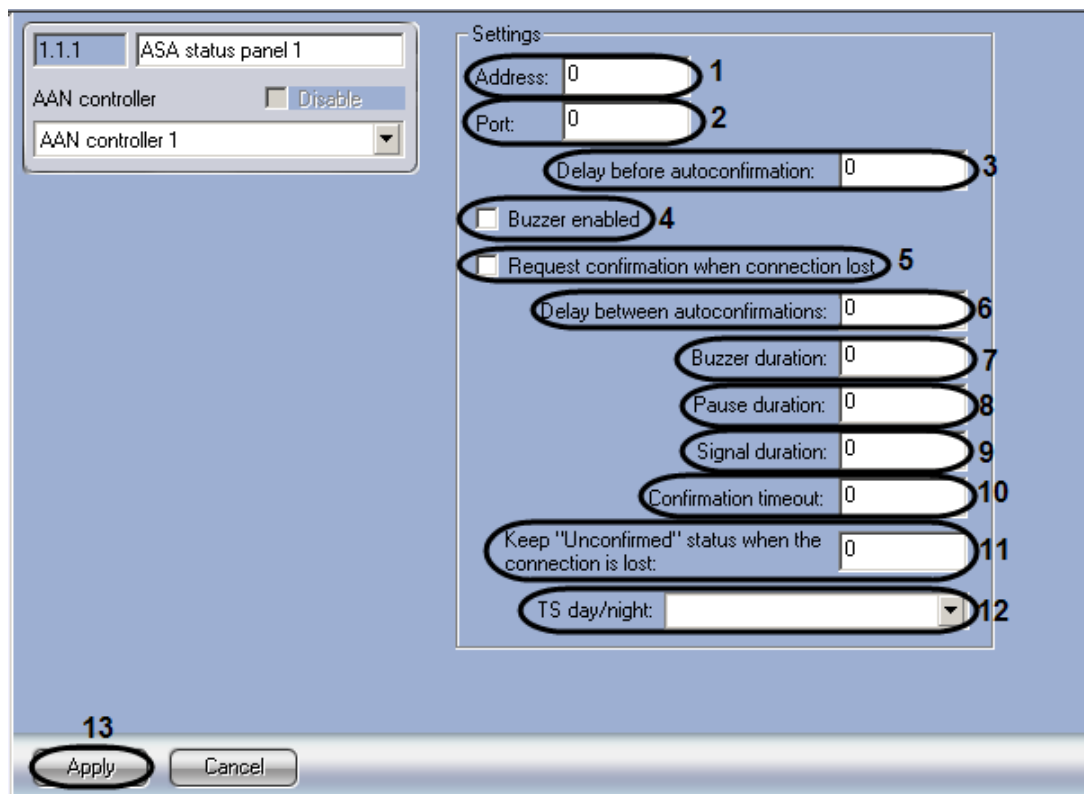 1.1.1 ASA status panel 1
AAN controller Disable
AAN controller 1
Settings
Address: 0 1
Port: 0 2
Delay before autoconfirmation: 0 3
Buzzer enabled 4
Request confirmation when connection lost 5
Delay between autoconfirmations: 0 6
Buzzer duration: 0 7
Pause duration: 0 8
Signal duration: 0 9
Confirmation timeout: 0 10
Keep "Unconfirmed" status when the
connection is lost: 0 11
TS day/night: 12
13
Apply Cancel